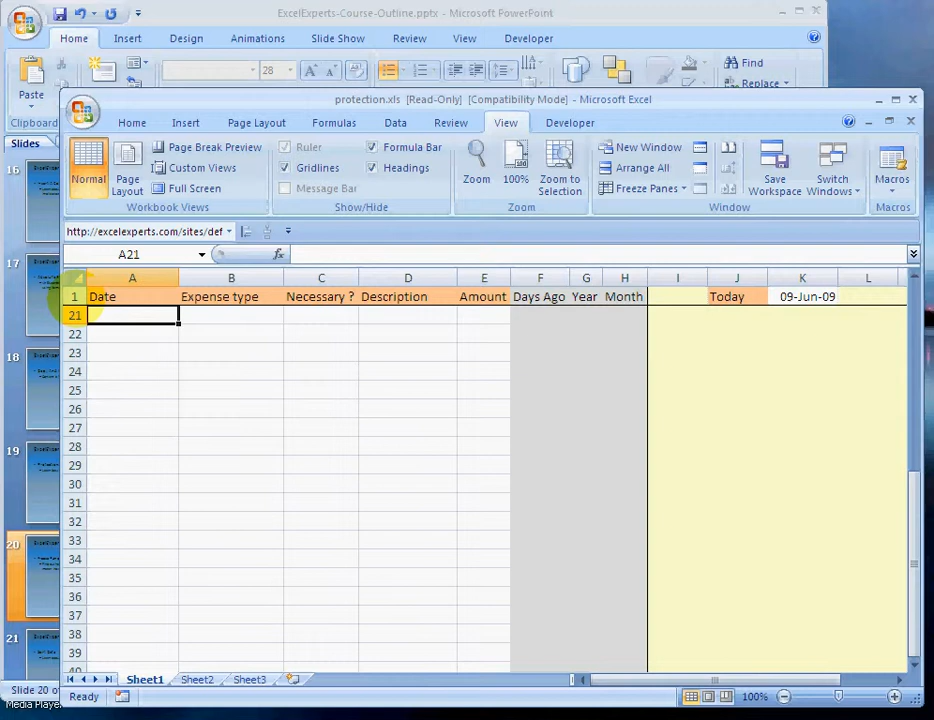 ExcelExperts-Course-Outline.pptx - Microsoft PowerPoint
Home Insert Design Animations Slide Show Review View Developer
Paste
28
Find
Replace
Clipboard
protection.xls [Read-Only] [Compatibility Mode] - Microsoft Excel
Home Insert Page Layout Formulas Data Review View Developer
Normal
Page Layout
Page Break Preview
Custom Views
Full Screen
Workbook Views
Ruler
Gridlines
Message Bar
Formula Bar
Headings
Show/Hide
Zoom
100%
Zoom to Selection
Zoom
New Window
Arrange All
Freeze Panes
Save Workspace
Switch Windows
Window
Macros
Macros
http://excelexperts.com/sites/def
A21
fx
Slides
16
17
18
19
20
21
A B C D E F G H I J K L
1 Date Expense type Necessary ? Description Amount Days Ago Year Month Today 09-Jun-09
21
22
23
24
25
26
27
28
29
30
31
32
33
34
35
36
37
38
39
40
Sheet1 Sheet2 Sheet3
Slide 20 of
Ready
100%
Media Player